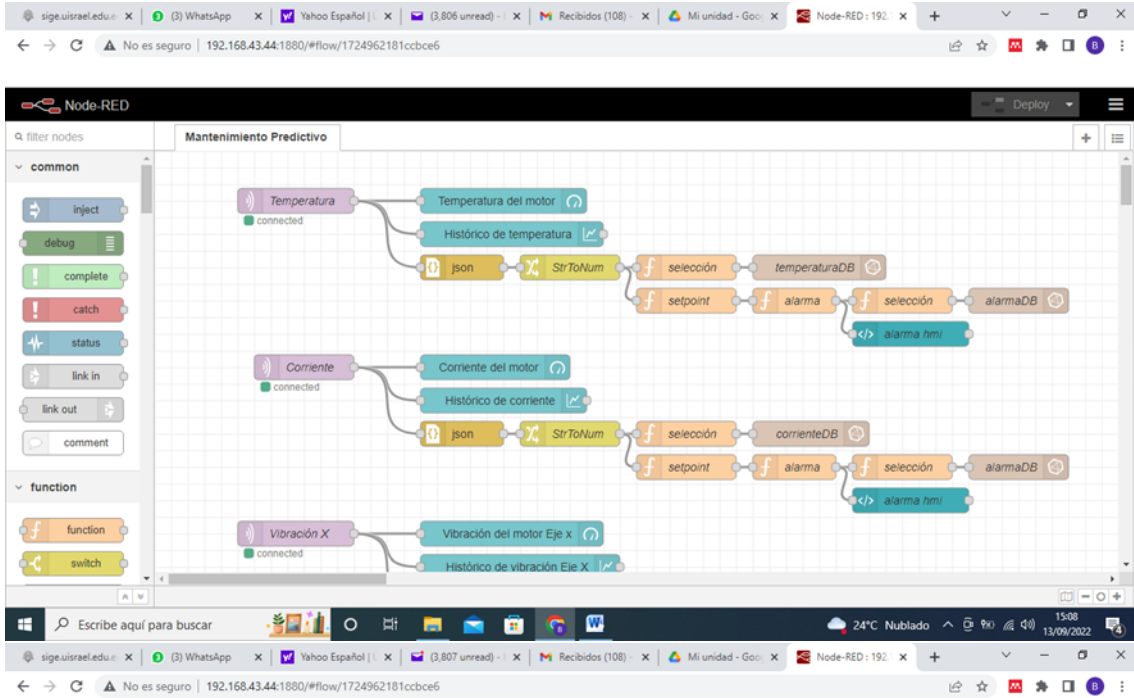 sige.uisrael.edu.e
(3) WhatsApp
Yahoo Español |
(3,806 unread) -
Recibidos (108) -
Mi unidad - Goo
Node-RED : 192.
No es seguro | 192.168.43.44:1880/#flow/1724962181ccbce6
B
Node-RED
Deploy
filter nodes
Mantenimiento Predictivo
common
inject
debug
complete
catch
status
link in
link out
comment
function
function
switch
Temperatura
connected
Temperatura del motor
Histórico de temperatura
json
StrToNum
selección
temperaturaDB
setpoint
alarma
selección
alarmaDB
alarma hmi
Corriente
connected
Corriente del motor
Histórico de corriente
json
StrToNum
selección
corrienteDB
setpoint
alarma
selección
alarmaDB
alarma hmi
Vibración X
connected
Vibración del motor Eje x
Histórico de vibración Eje X
Escribe aquí para buscar
24°C Nublado
15:08
13/09/2022
sige.uisrael.edu.e
(3) WhatsApp
Yahoo Español |
(3,807 unread) -
Recibidos (108) -
Mi unidad - Goo
Node-RED : 192.
No es seguro | 192.168.43.44:1880/#flow/1724962181ccbce6
B